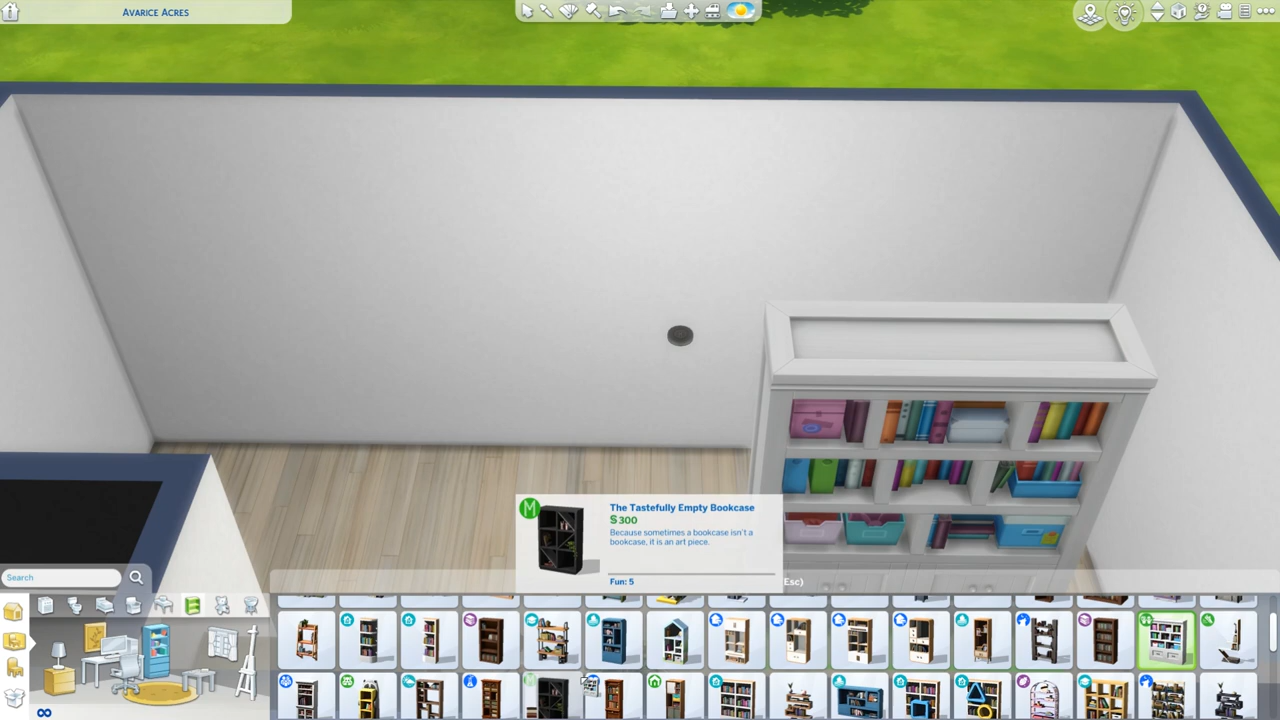 Avarice Acres
M
The Tastefully Empty Bookcase
§300
Because sometimes a bookcase isn't a
bookcase, it is an art piece.
Fun: 5
Esc)
Search